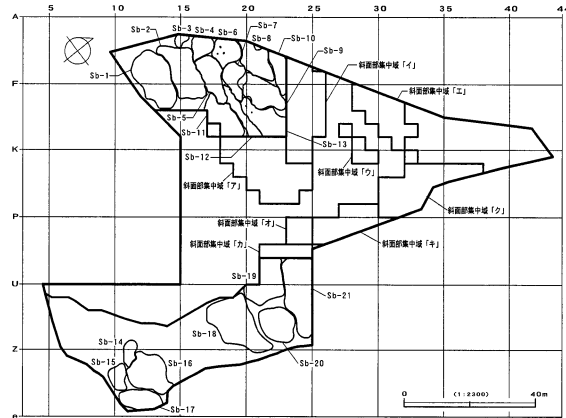 5 10 15 20 25 30 35 40 44
A
Sb-2
Sb-3
Sb-4
Sb-6
Sb-7
Sb-8
Sb-10
Sb-9
斜面部集中域「イ」
斜面部集中域「エ」
Sb-1
F
Sb-5
Sb-11
Sb-12
Sb-13
K
斜面部集中域「ア」
斜面部集中域「ウ」
P
斜面部集中域「オ」
斜面部集中域「ク」
斜面部集中域「カ」
斜面部集中域「キ」
Sb-19
U
Sb-21
Sb-18
Sb-14
Z
Sb-15
Sb-16
Sb-20
Sb-17
0 (1:2300) 40m